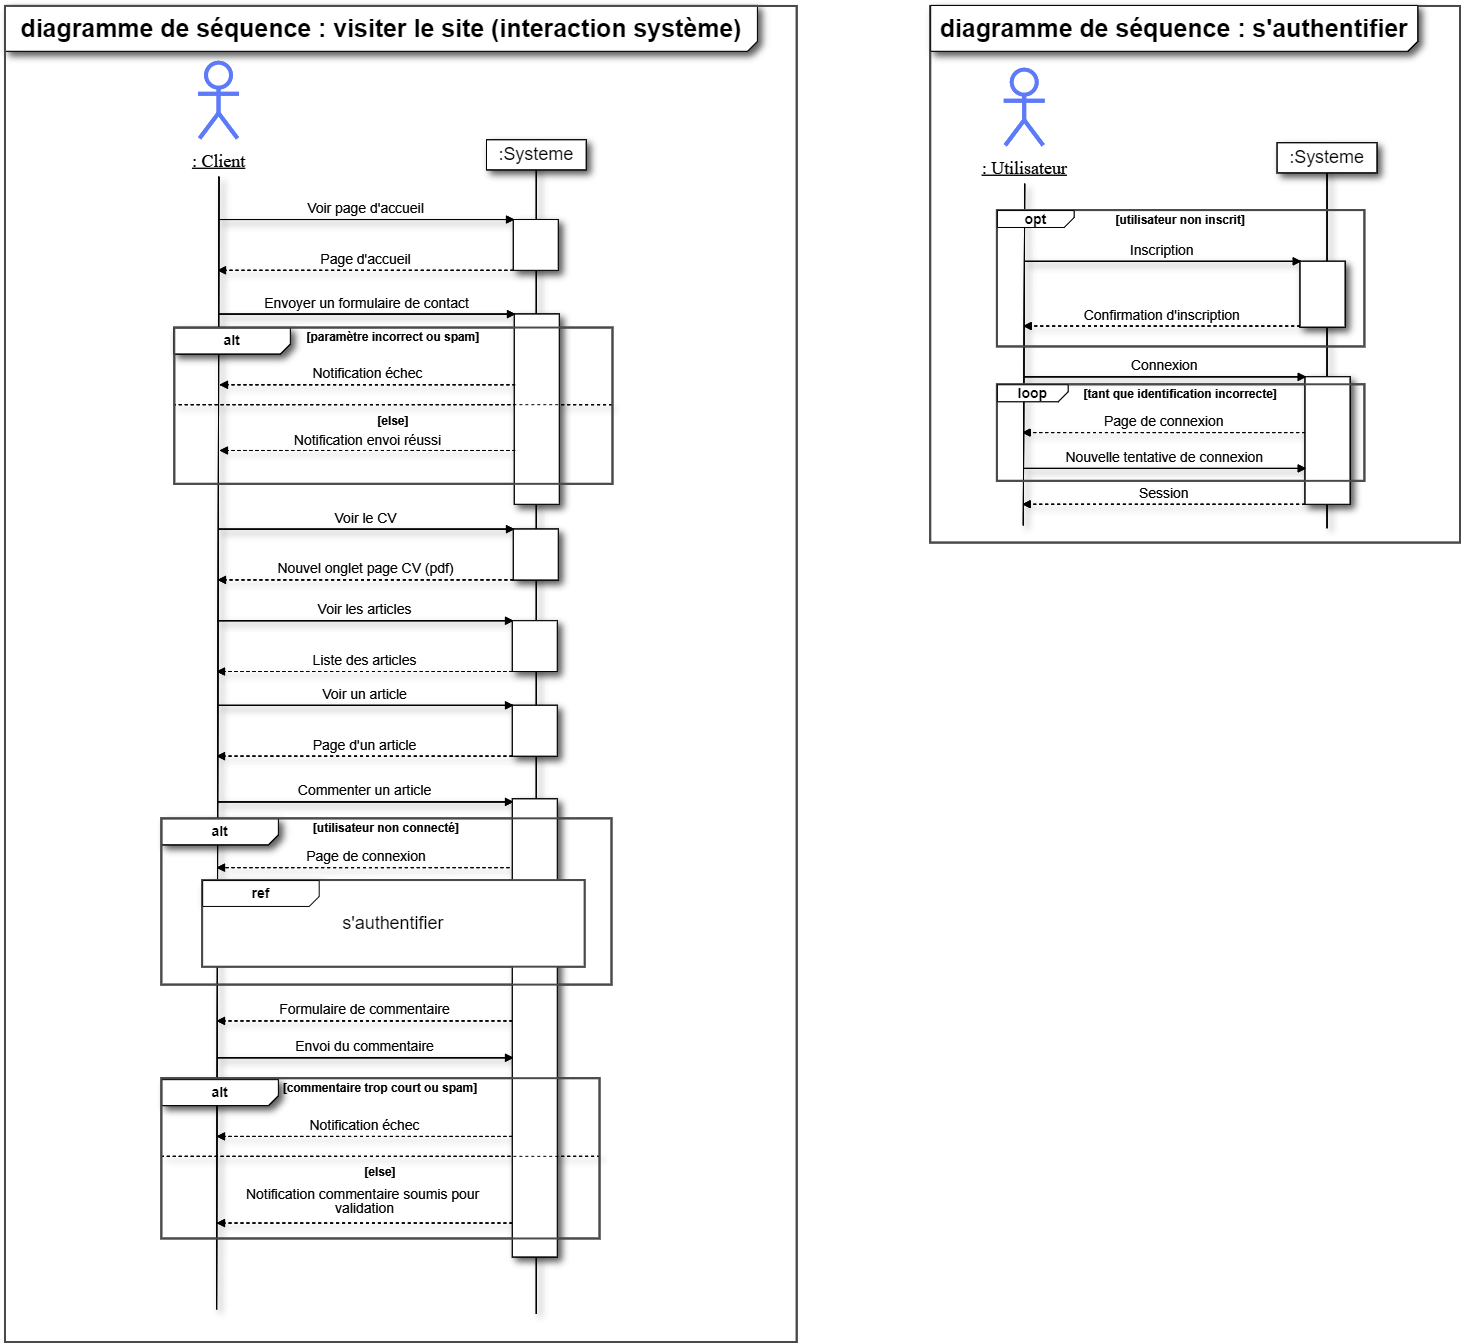 diagramme de séquence : visiter le site (interaction système)
: Client
:Systeme
Voir page d'accueil
Page d'accueil
Envoyer un formulaire de contact
alt
[paramètre incorrect ou spam]
Notification échec
[else]
Notification envoi réussi
Voir le CV
Nouvel onglet page CV (pdf)
Voir les articles
Liste des articles
Voir un article
Page d'un article
Commenter un article
alt
[utilisateur non connecté]
Page de connexion
ref
s'authentifier
Formulaire de commentaire
Envoi du commentaire
alt
[commentaire trop court ou spam]
Notification échec
[else]
Notification commentaire soumis pour
validation
diagramme de séquence : s'authentifier
: Utilisateur
:Systeme
opt
[utilisateur non inscrit]
Inscription
Confirmation d'inscription
Connexion
loop
[tant que identification incorrecte]
Page de connexion
Nouvelle tentative de connexion
Session